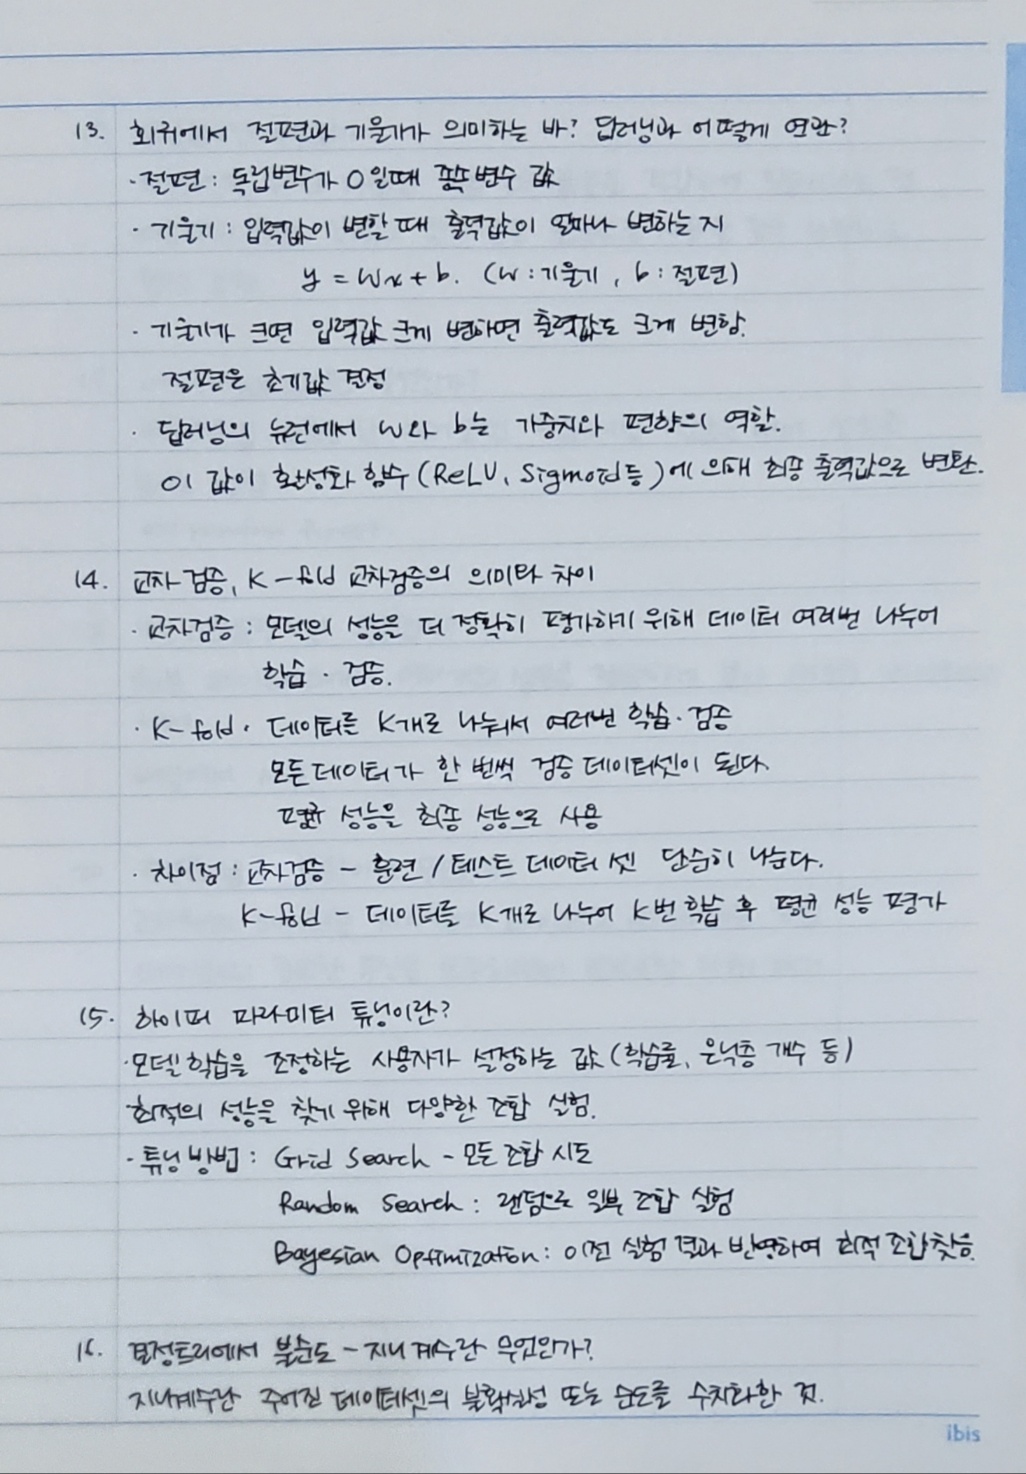 13. 회귀에서 절편과 기울기가 의미하는 바? 딥러닝과 어떻게 연관?
· 절편 : 독립변수가 0일때 종속변수 값
· 기울기 : 입력값이 변할 때 출력값이 얼마나 변하는 지
y = wx + b. (w : 기울기, b : 절편)
· 기울기가 크면 입력값 크게 변하면 출력값도 크게 변함.
절편은 초기값 결정
· 딥러닝의 뉴런에서 w와 b는 가중치와 편향의 역할.
이 값이 활성화 함수 (ReLU, Sigmoid등)에 의해 최종 출력값으로 변환.
14. 교차 검증, K-fold 교차검증의 의미와 차이
· 교차검증 : 모델의 성능을 더 정확히 평가하기 위해 데이터 여러번 나누어
학습 · 검증.
· K-fold · 데이터를 K개로 나눠서 여러번 학습 · 검증
모든 데이터가 한 번씩 검증 데이터셋이 된다.
평균 성능을 최종 성능으로 사용
· 차이점 : 교차검증 - 훈련 / 테스트 데이터 셋 단순히 나눈다.
K-fold - 데이터를 K개로 나누어 K번 학습 후 평균 성능 평가
15. 하이퍼 파라미터 튜닝이란?
· 모델 학습을 조정하는 사용자가 설정하는 값 (학습률, 은닉층 개수 등)
최적의 성능을 찾기 위해 다양한 조합 실험.
· 튜닝 방법 : Grid Search - 모든 조합 시도
Random Search : 랜덤으로 일부 조합 실험
Bayesian Optimization : 이전 실험 결과 반영하여 최적 조합 찾음.
16. 결정트리에서 불순도 - 지니 계수란 무엇인가?
지니계수란 주어진 데이터셋의 불확실성 또는 순도를 수치화한 것.
ibis